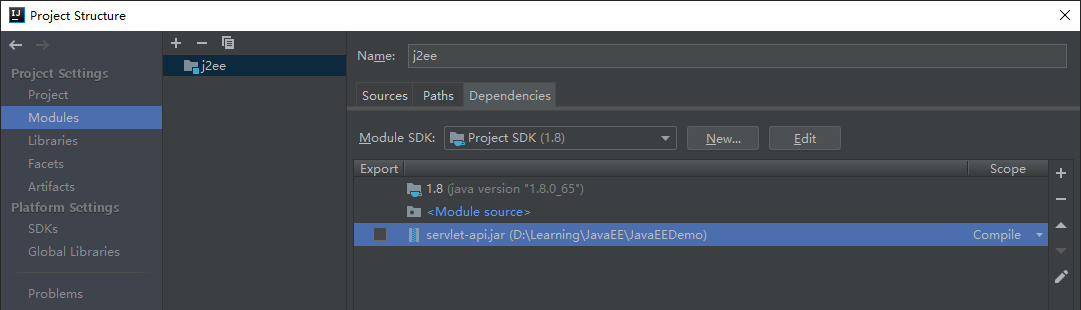 IJ Project Structure
Project Settings
Project
Modules
Libraries
Facets
Artifacts
Platform Settings
SDKs
Global Libraries
Problems
j2ee
Name: j2ee
Sources Paths Dependencies
Module SDK: Project SDK (1.8) New... Edit
Export Scope
1.8 (java version "1.8.0_65")
<Module source>
servlet-api.jar (D:\Learning\JavaEE\JavaEEDemo) Compile